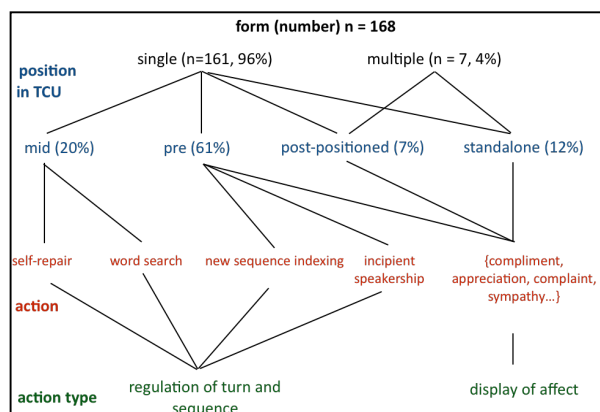 form (number) n = 168
single (n=161, 96%)
multiple (n = 7, 4%)
position
in TCU
mid (20%)
pre (61%)
post-positioned (7%)
standalone (12%)
self-repair
word search
new sequence indexing
incipient
speakership
{compliment,
appreciation, complaint,
sympathy...}
action
action type
regulation of turn and
sequence
display of affect